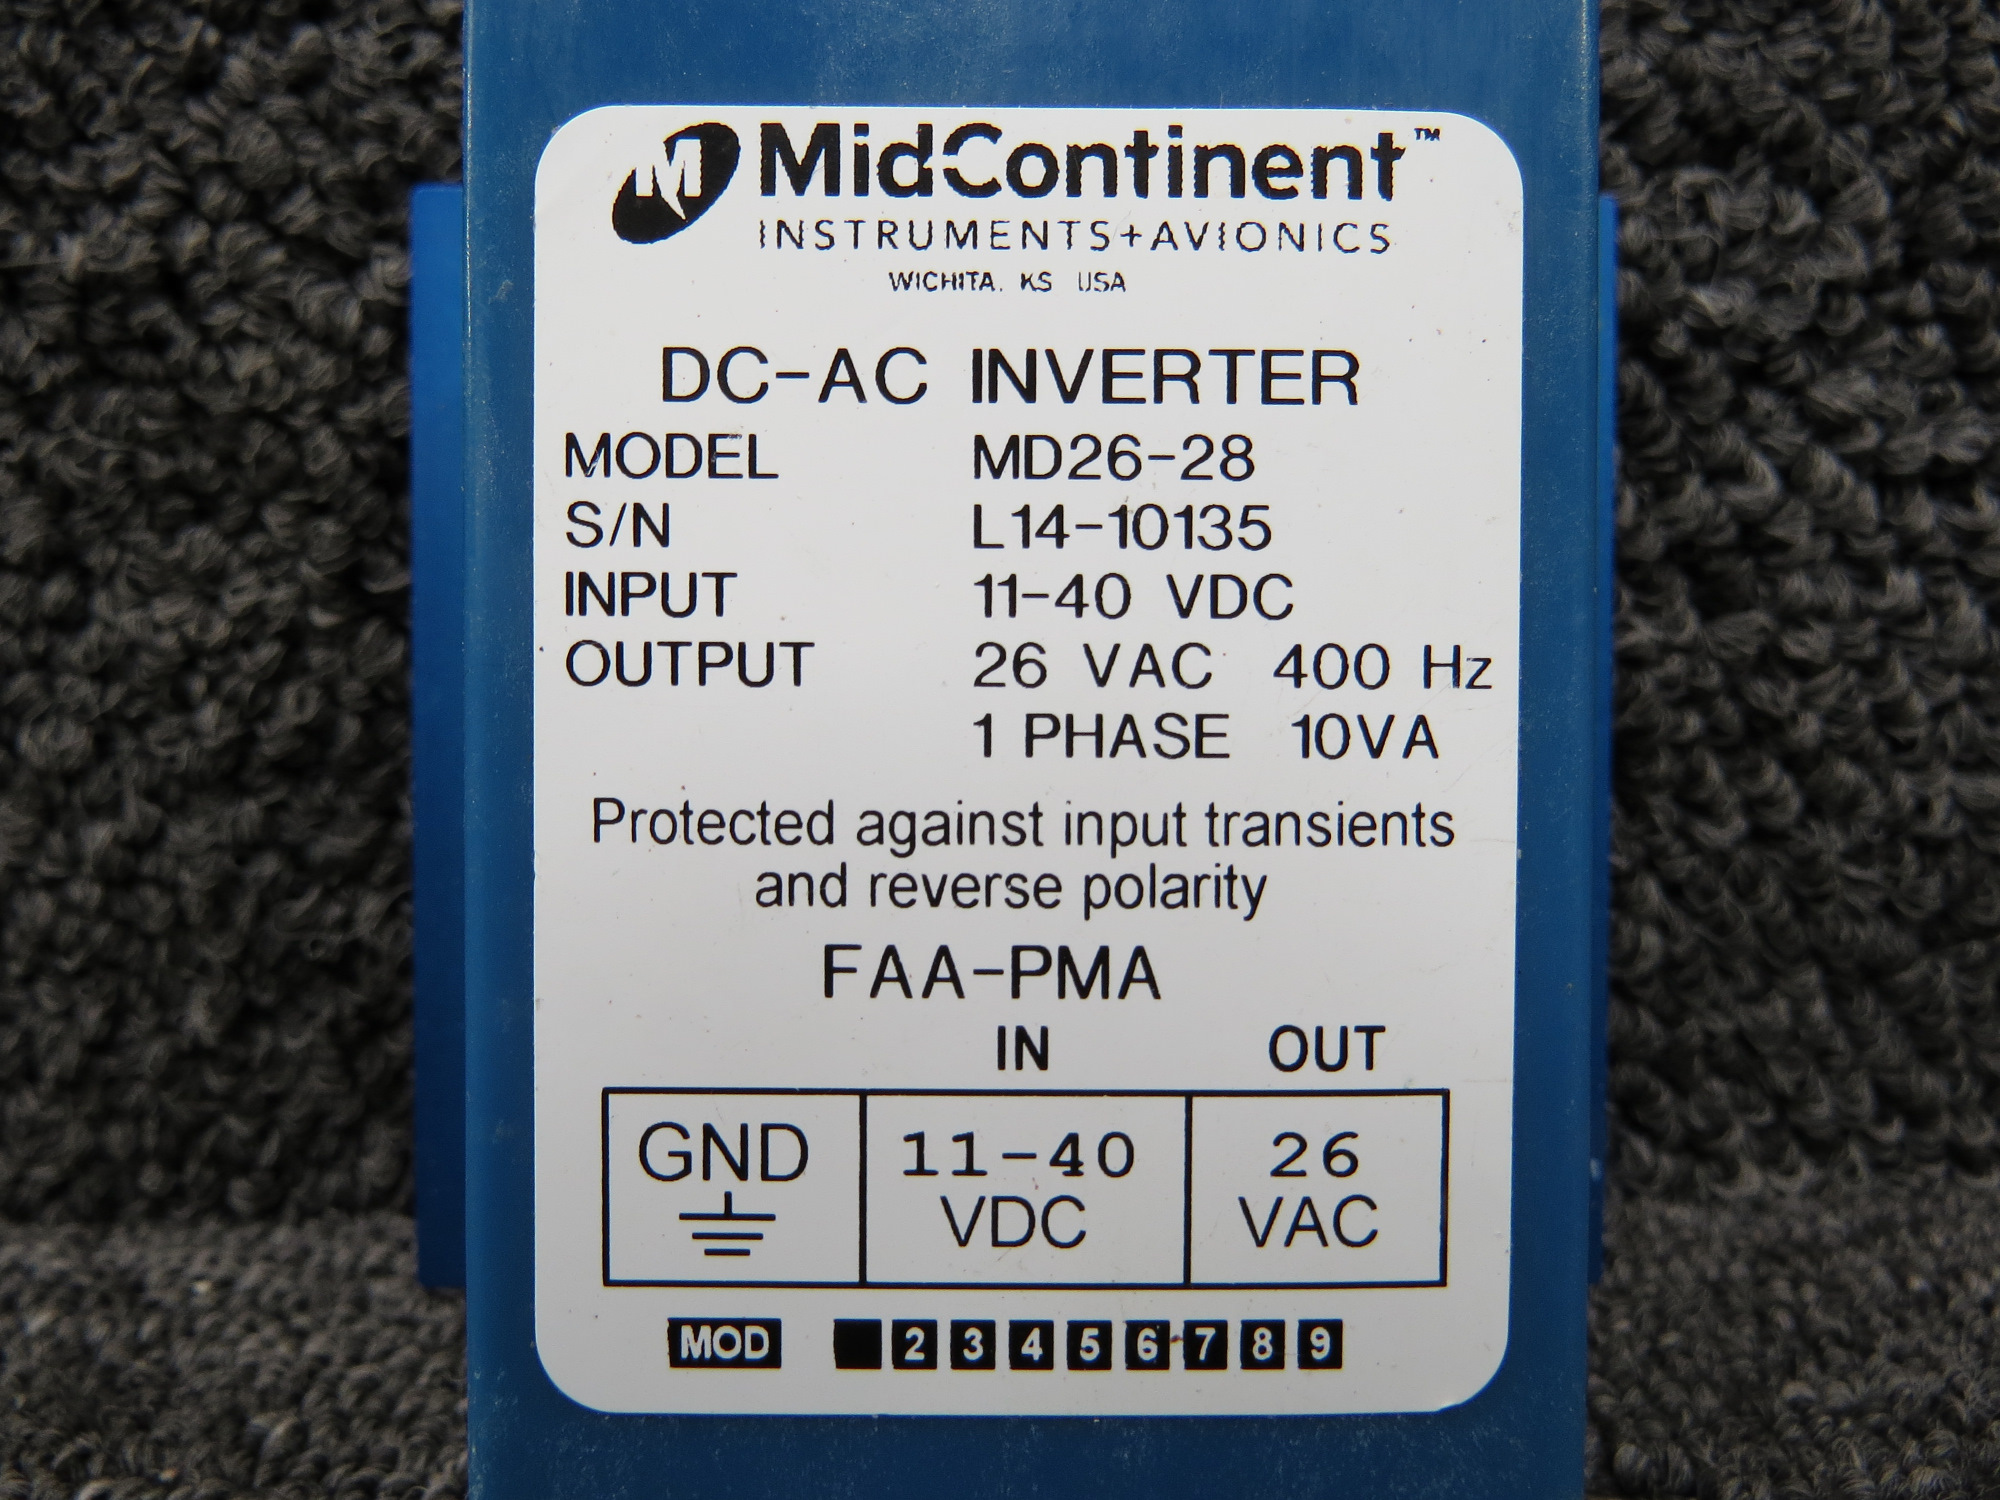 M MidContinent™
INSTRUMENTS+AVIONICS
WICHITA. KS USA
DC-AC INVERTER
MODEL MD26-28
S/N L14-10135
INPUT 11-40 VDC
OUTPUT 26 VAC 400 Hz
1 PHASE 10VA
Protected against input transients
and reverse polarity
FAA-PMA
IN OUT
GND 11-40 26
VDC VAC
MOD 2 3 4 5 6 7 8 9